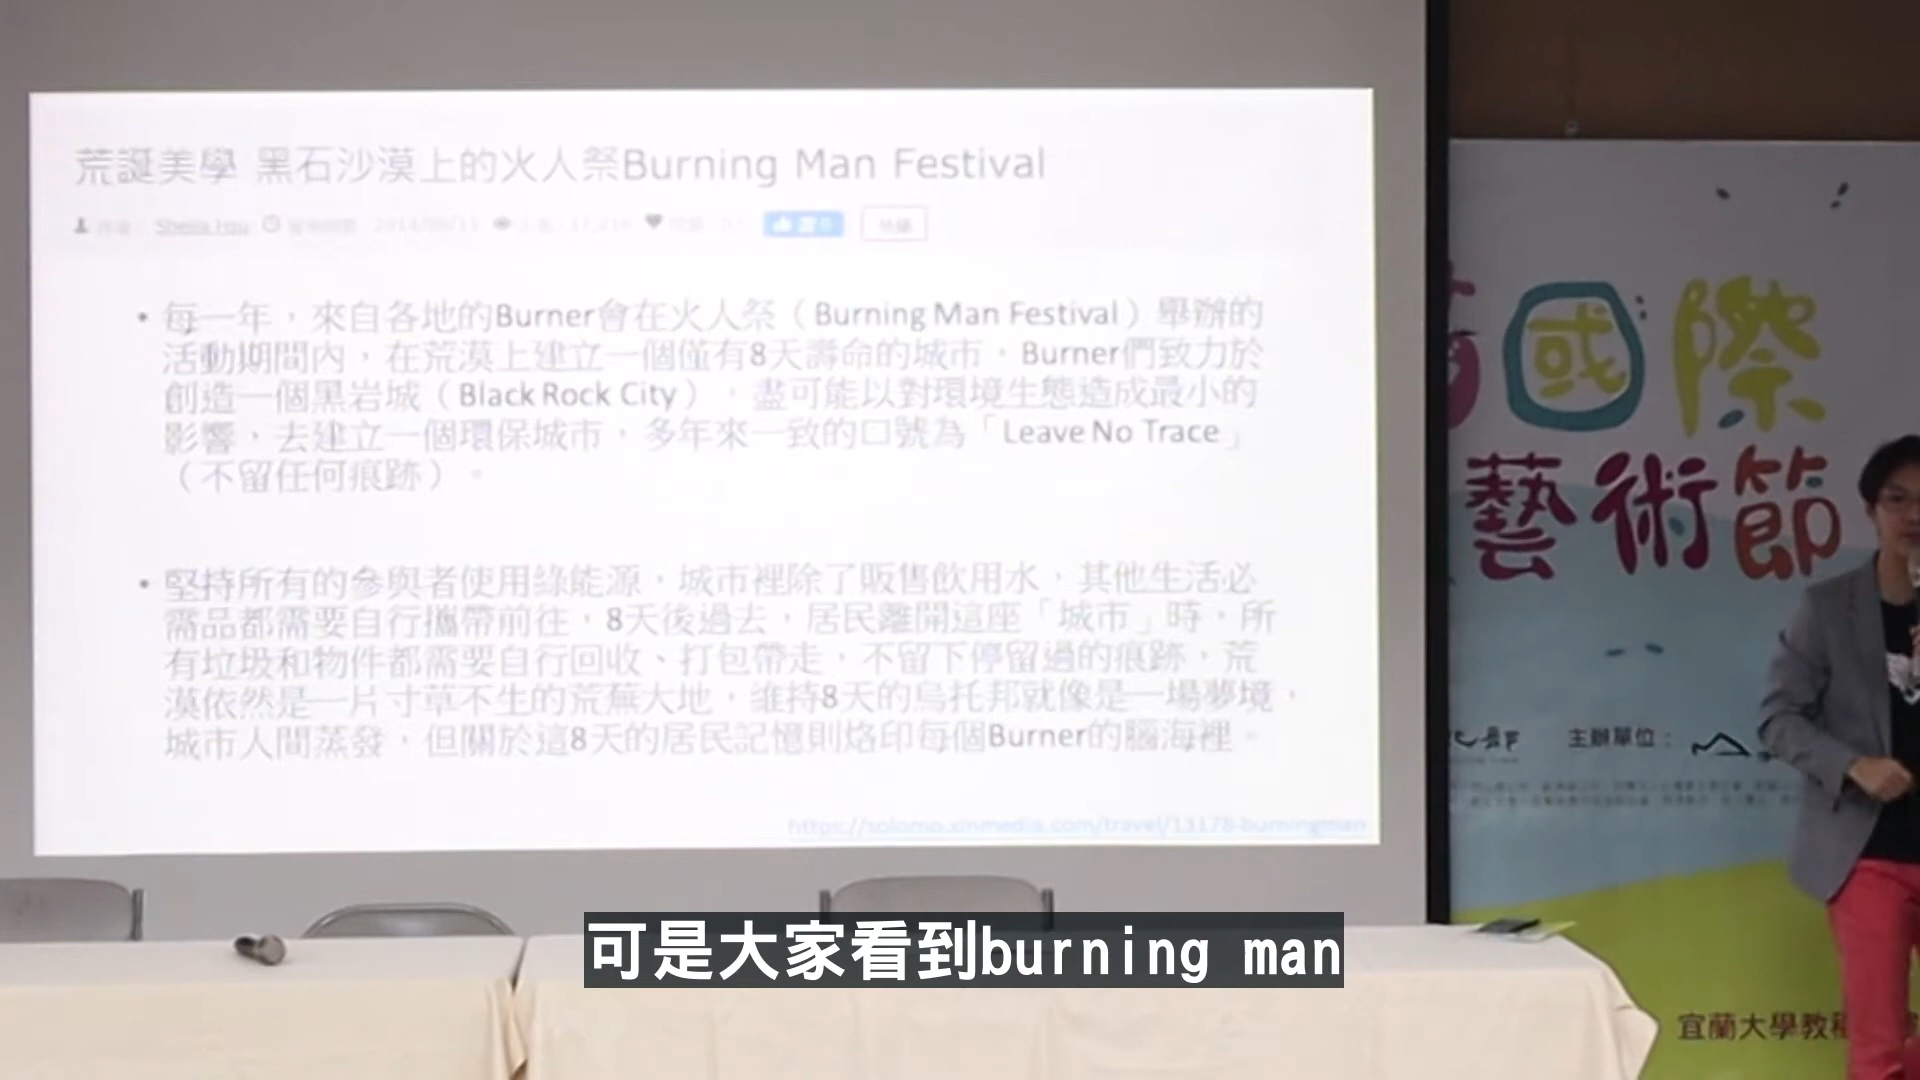 荒誕美學 黑石沙漠上的火人祭Burning Man Festival
Sheila
• 每一年，來自各地的Burner會在火人祭（Burning Man Festival）舉辦的
活動期間內，在荒漠上建立一個僅有8天壽命的城市，Burner們致力於
創造一個黑岩城（Black Rock City），盡可能以對環境生態造成最小的
影響，去建立一個環保城市，多年來一致的口號為「Leave No Trace」
（不留任何痕跡）。
• 堅持所有的參與者使用綠能源，城市裡除了販售飲用水，其他生活必
需品都需要自行攜帶前往，8天後過去，居民離開這座「城市」時，所
有垃圾和物件都需要自行回收、打包帶走，不留下停留過的痕跡，荒
漠依然是一片寸草不生的荒蕪大地，維持8天的烏托邦就像是一場夢境，
城市人間蒸發，但關於這8天的居民記憶則烙印每個Burner的腦海裡。
https://solomo.xinmedia.com/travel/13178-burningman
國際
藝術節
主辦單位：
宜蘭大學教
可是大家看到burning man